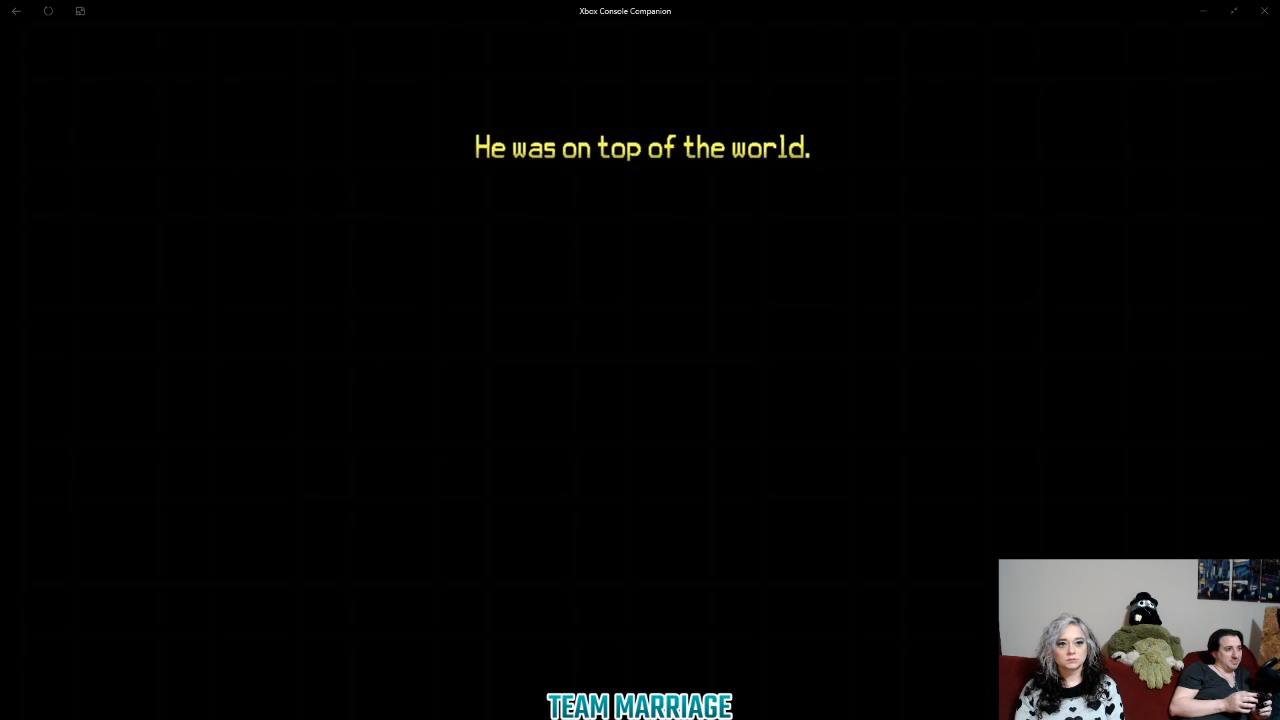 Xbox Console Companion
He was on top of the world.
TEAM MARRIAGE